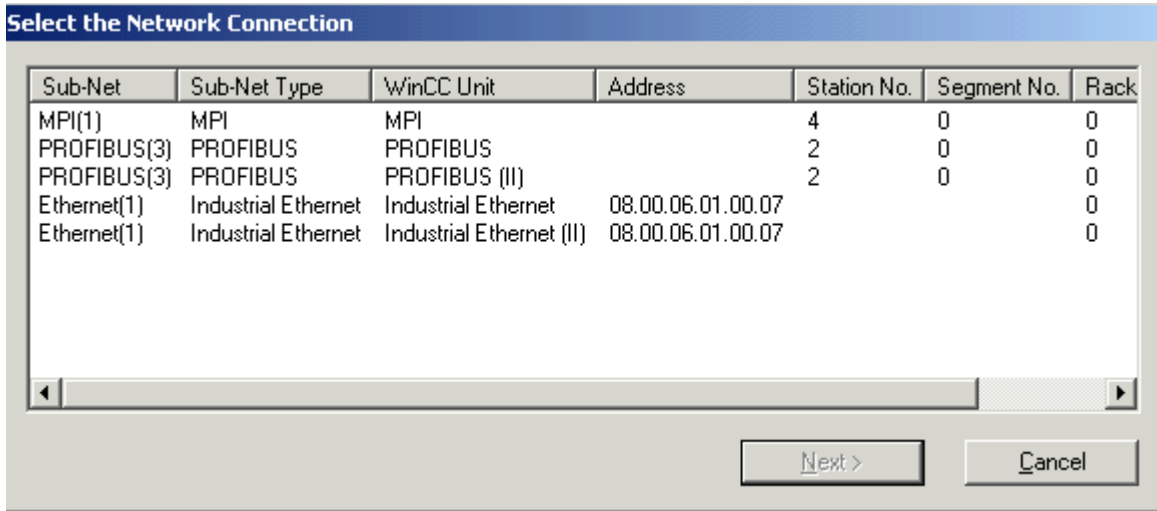 Select the Network Connection
Sub-Net Sub-Net Type WinCC Unit Address Station No. Segment No. Rack
MPI(1) MPI MPI 4 0 0
PROFIBUS(3) PROFIBUS PROFIBUS 2 0 0
PROFIBUS(3) PROFIBUS PROFIBUS (II) 2 0 0
Ethernet(1) Industrial Ethernet Industrial Ethernet 08.00.06.01.00.07 0
Ethernet(1) Industrial Ethernet Industrial Ethernet (II) 08.00.06.01.00.07 0
Next > Cancel